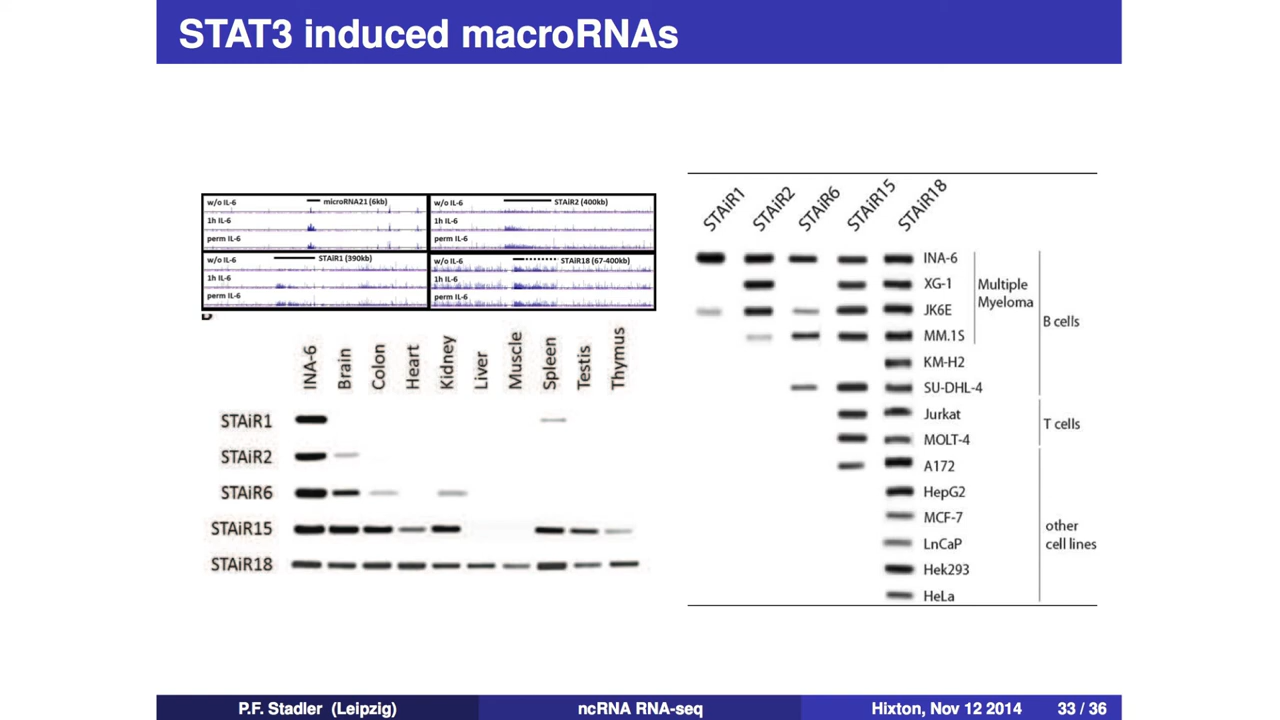 STAT3 induced macroRNAs
w/o IL-6 microRNA21 (6kb)
1h IL-6
perm IL-6
w/o IL-6 STAiR2 (400kb)
1h IL-6
perm IL-6
w/o IL-6 STAiR1 (390kb)
1h IL-6
perm IL-6
w/o IL-6 STAiR18 (67-400kb)
1h IL-6
perm IL-6
INA-6 Brain Colon Heart Kidney Liver Muscle Spleen Testis Thymus
STAiR1
STAiR2
STAiR6
STAiR15
STAiR18
STAiR1 STAiR2 STAiR6 STAiR15 STAiR18
INA-6
XG-1
JK6E
MM.1S
KM-H2
SU-DHL-4
Jurkat
MOLT-4
A172
HepG2
MCF-7
LnCaP
Hek293
HeLa
Multiple
Myeloma
B cells
T cells
other
cell lines
P.F. Stadler (Leipzig) ncRNA RNA-seq Hixton, Nov 12 2014 33 / 36